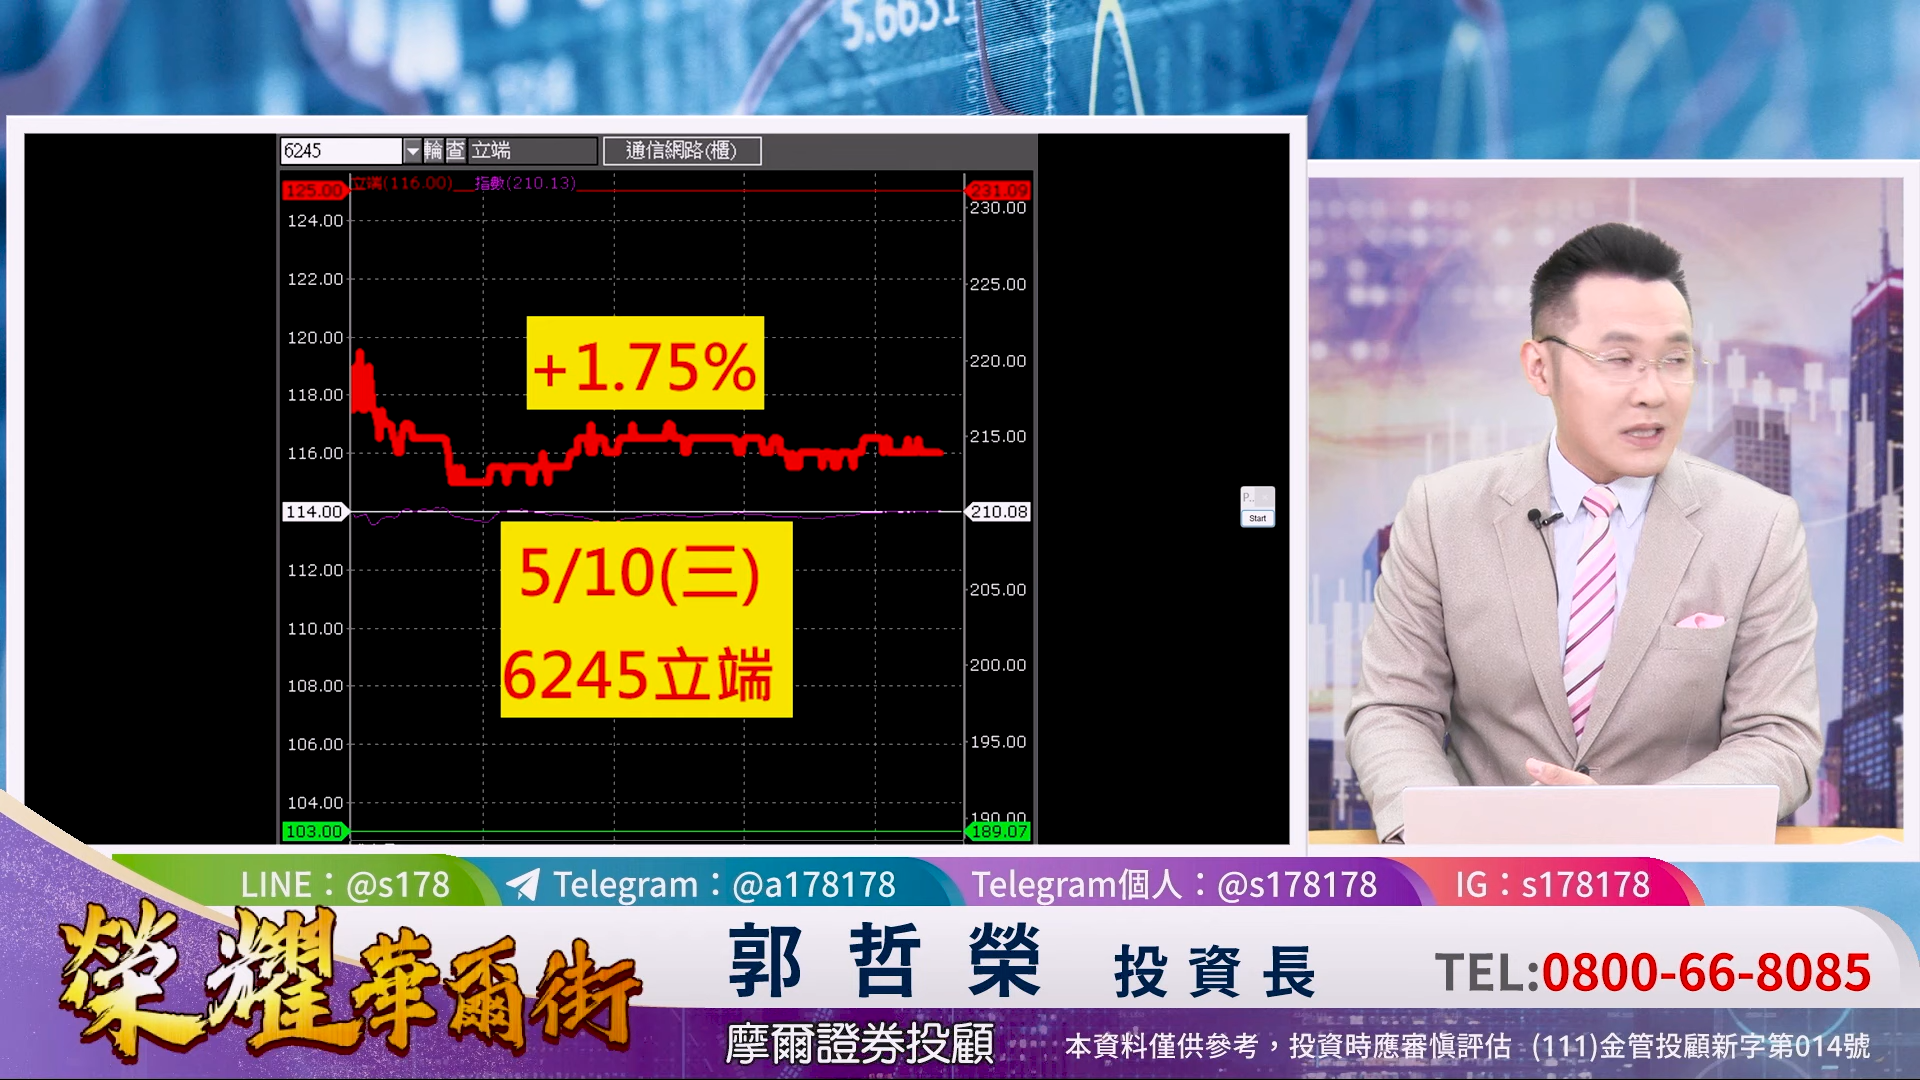 5.6631
6245 輪 查 立端 通信網路(櫃)
立端(116.00) 指數(210.13)
125.00
124.00
122.00
120.00
118.00
116.00
114.00
112.00
110.00
108.00
106.00
104.00
103.00
231.09
230.00
225.00
220.00
215.00
210.08
205.00
200.00
195.00
190.00
189.07
+1.75%
5/10(三)
6245立端
P..
Start
LINE：@s178
Telegram：@a178178
Telegram個人：@s178178
IG：s178178
榮耀華爾街
郭哲榮 投資長
TEL:0800-66-8085
摩爾證券投顧
本資料僅供參考，投資時應審慎評估 (111)金管投顧新字第014號